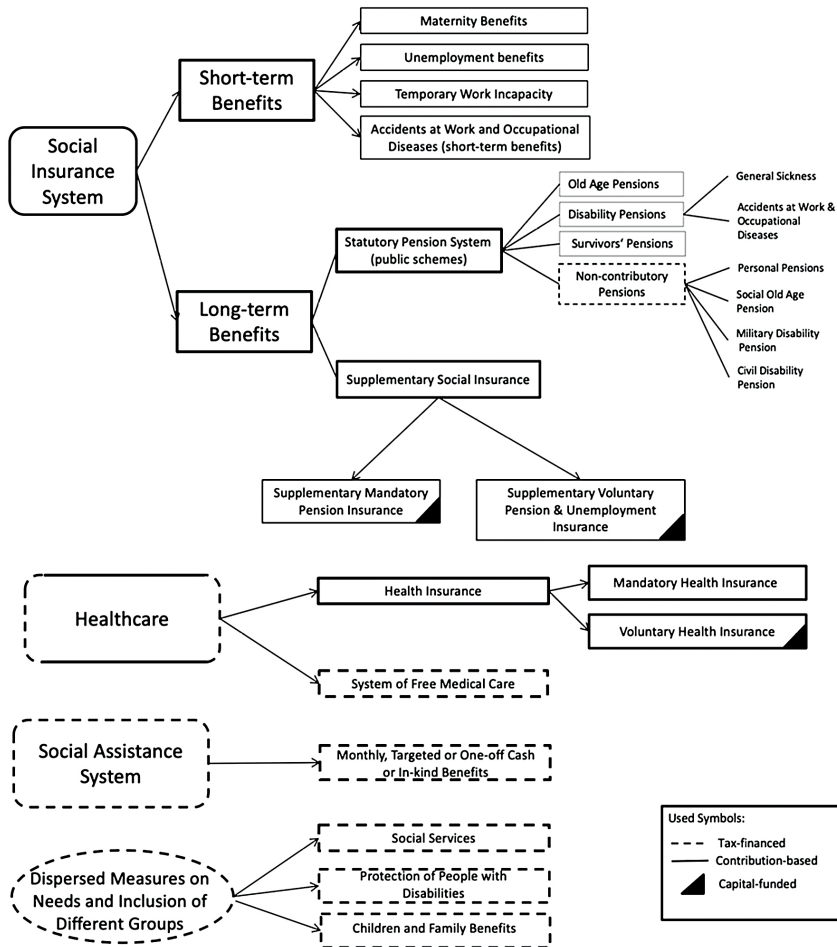 Maternity Benefits
Unemployment benefits
Temporary Work Incapacity
Accidents at Work and Occupational
Diseases (short-term benefits)
Short-term
Benefits
Social
Insurance
System
Long-term
Benefits
Statutory Pension System
(public schemes)
Old Age Pensions
Disability Pensions
Survivors' Pensions
Non-contributory
Pensions
General Sickness
Accidents at Work &
Occupational
Diseases
Personal Pensions
Social Old Age
Pension
Military Disability
Pension
Civil Disability
Pension
Supplementary Social Insurance
Supplementary Mandatory
Pension Insurance
Supplementary Voluntary
Pension & Unemployment
Insurance
Healthcare
Health Insurance
Mandatory Health Insurance
Voluntary Health Insurance
System of Free Medical Care
Social Assistance
System
Monthly, Targeted or One-off Cash
or In-kind Benefits
Dispersed Measures on
Needs and Inclusion of
Different Groups
Social Services
Protection of People with
Disabilities
Children and Family Benefits
Used Symbols:
Tax-financed
Contribution-based
Capital-funded